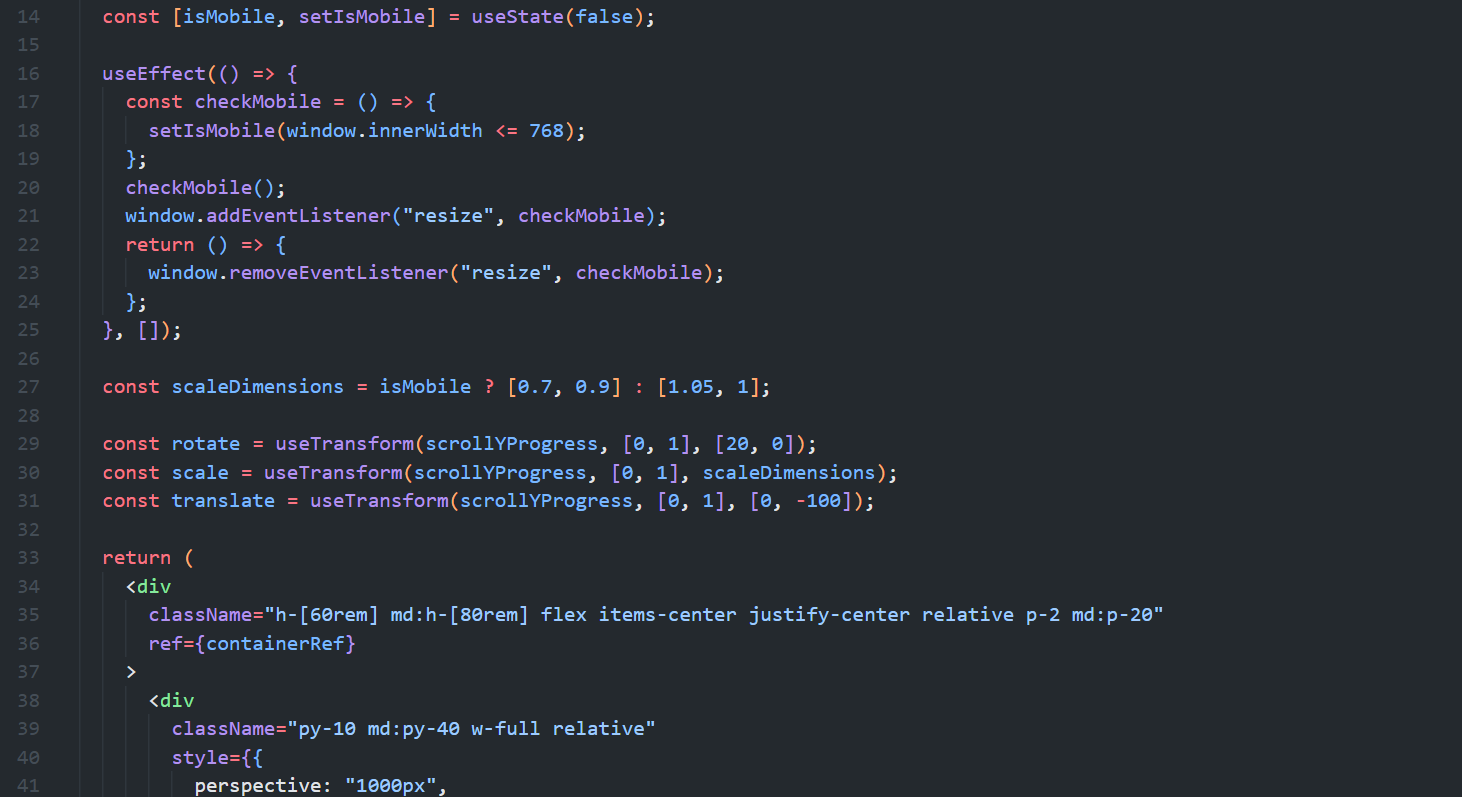 14 const [isMobile, setIsMobile] = useState(false);
15
16 useEffect(() => {
17   const checkMobile = () => {
18     setIsMobile(window.innerWidth <= 768);
19   };
20   checkMobile();
21   window.addEventListener("resize", checkMobile);
22   return () => {
23     window.removeEventListener("resize", checkMobile);
24   };
25 }, []);
26
27 const scaleDimensions = isMobile ? [0.7, 0.9] : [1.05, 1];
28
29 const rotate = useTransform(scrollYProgress, [0, 1], [20, 0]);
30 const scale = useTransform(scrollYProgress, [0, 1], scaleDimensions);
31 const translate = useTransform(scrollYProgress, [0, 1], [0, -100]);
32
33 return (
34   <div
35     className="h-[60rem] md:h-[80rem] flex items-center justify-center relative p-2 md:p-20"
36     ref={containerRef}
37   >
38     <div
39       className="py-10 md:py-40 w-full relative"
40       style={{
41         perspective: "1000px",